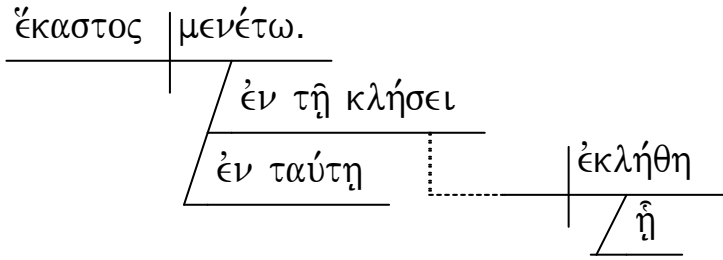 ἕκαστος μενέτω.
ἐν τῇ κλήσει
ἐν ταύτῃ
ἐκλήθη
ᾗ